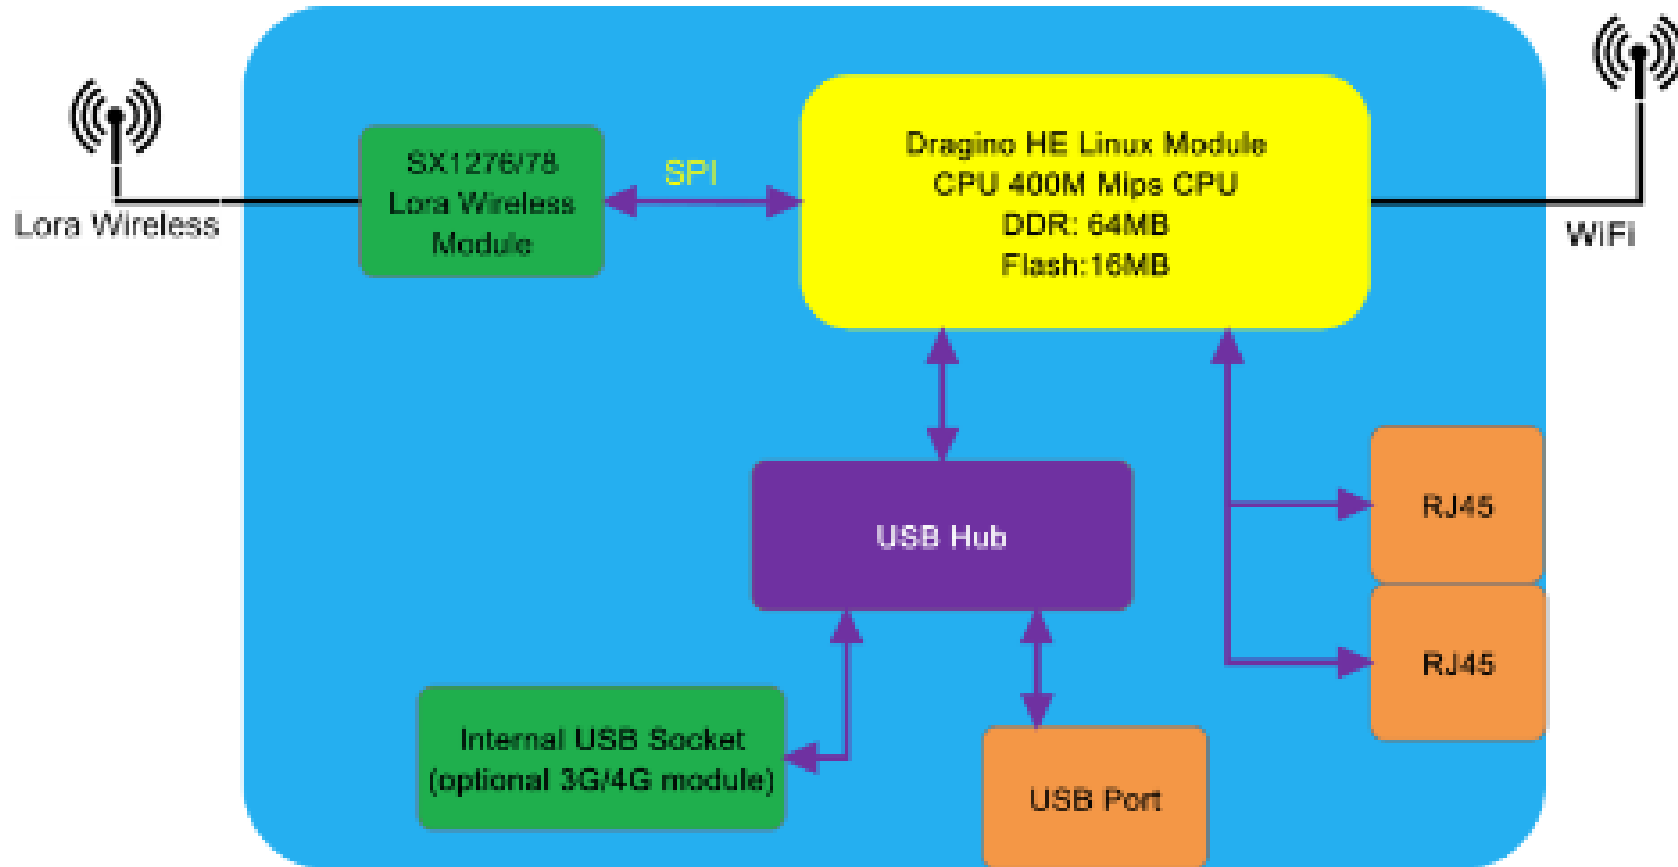 SX1276/78
Lora Wireless
Module
SPI
Dragino HE Linux Module
CPU 400M Mips CPU
DDR: 64MB
Flash:16MB
Lora Wireless
WiFi
USB Hub
RJ45
RJ45
Internal USB Socket
(optional 3G/4G module)
USB Port